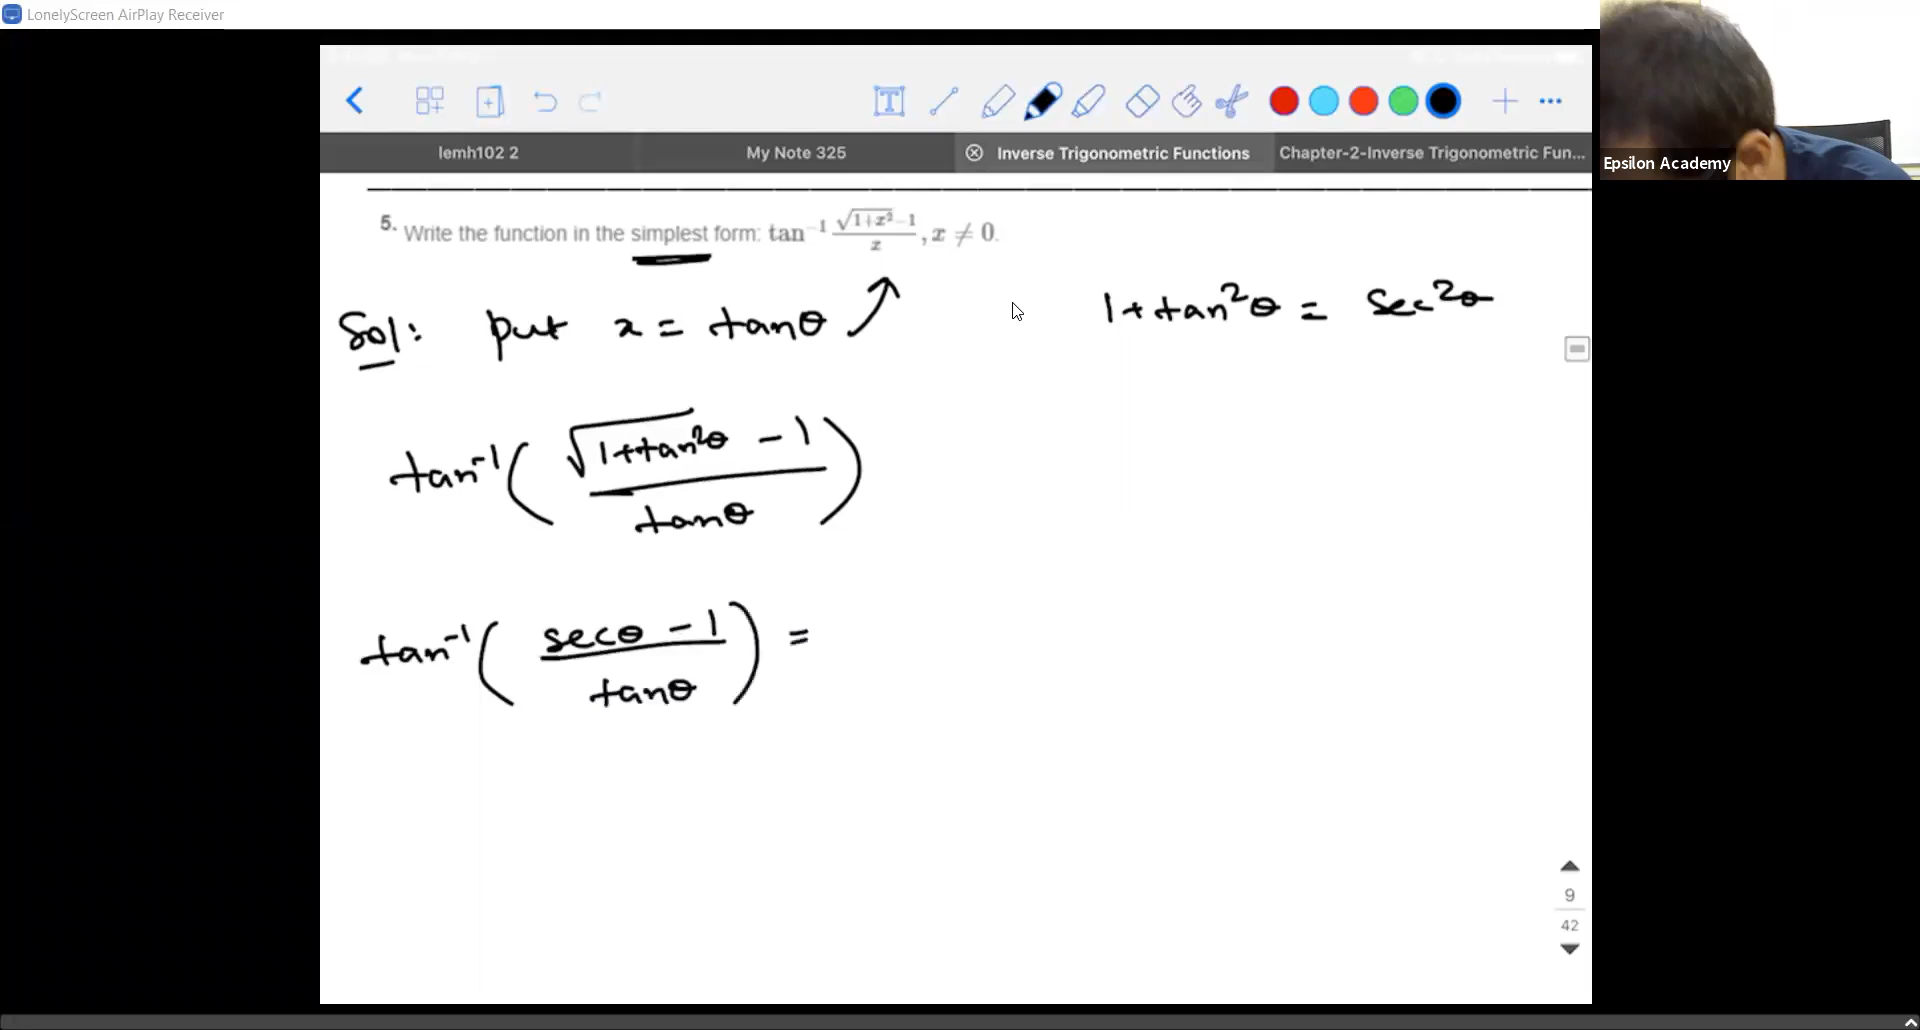 LonelyScreen AirPlay Receiver
T
lemh102 2
My Note 325
Inverse Trigonometric Functions
Chapter-2-Inverse Trigonometric Fun...
Epsilon Academy
5. Write the function in the simplest form: tan⁻¹ (√(1+x²)−1)/x, x ≠ 0.
Sol: put x = tanθ
1+tan²θ = sec²θ
tan⁻¹( (√(1+tan²θ) − 1)/tanθ )
tan⁻¹( (secθ − 1)/tanθ ) =
9
42